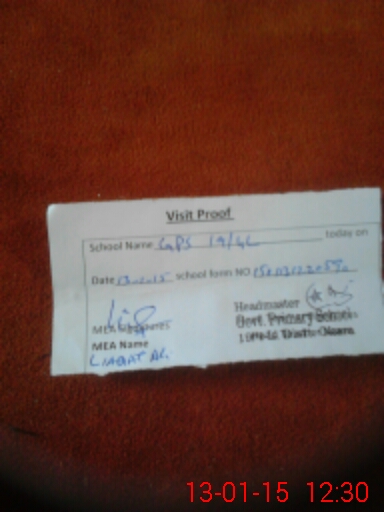 Visit Proof
School Name GPS 19/4L today on
Date 13-01-15 school form NO
Headmaster
MEA Signatures Govt. Primary School
MEA Name
LIAQAT Ali
13-01-15 12:30